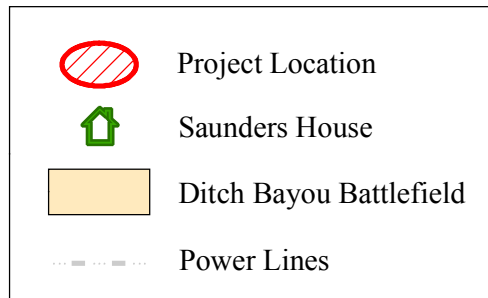 Project Location
Saunders House
Ditch Bayou Battlefield
Power Lines